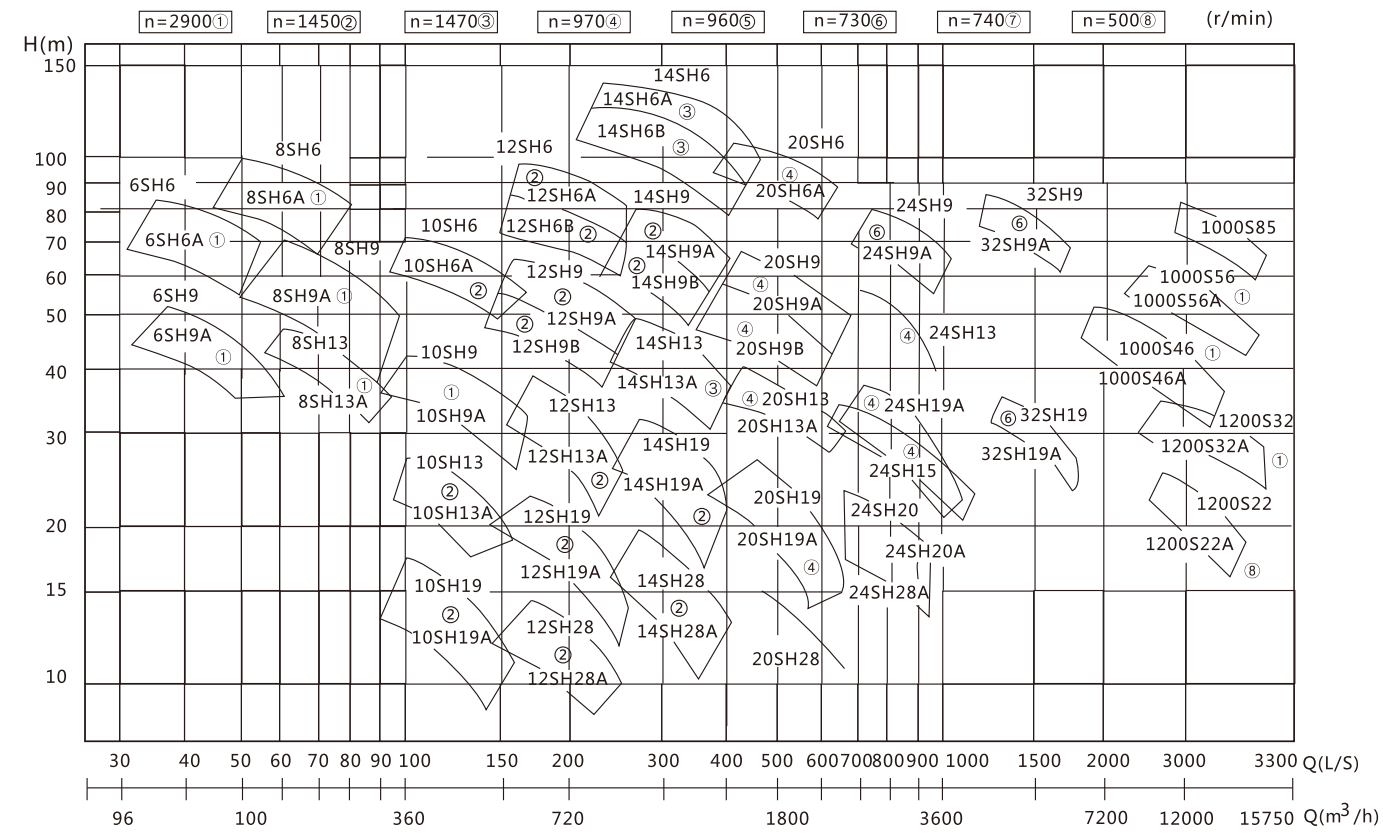 n=2900① n=1450② n=1470③ n=970④ n=960⑤ n=730⑥ n=740⑦ n=500⑧ (r/min)
H(m)
150
14SH6
14SH6A ③
14SH6B ③
100
8SH6 12SH6 20SH6
90
6SH6 8SH6A ① ② 12SH6A 14SH9 ④ 20SH6A 24SH9 32SH9
80
6SH6A ① 10SH6 12SH6B ② ② ⑥ ⑥ 1000S85
70
8SH9 14SH9A 24SH9A 32SH9A
10SH6A 12SH9 ② 20SH9
60
6SH9 8SH9A ① ② ② 14SH9B ④ 20SH9A 1000S56
1000S56A ①
50
6SH9A ① 8SH13 ② 12SH9A 14SH13 ④ ④ 24SH13
12SH9B 20SH9B 1000S46 ①
40
10SH9 14SH13A ③ 1000S46A
8SH13A ① ① 12SH13 ④ 20SH13 ④ 24SH19A ⑥ 32SH19
10SH9A 20SH13A 1200S32
30
12SH13A 14SH19 ④ 32SH19A 1200S32A ①
10SH13 ② 14SH19A 24SH15
② 20SH19 1200S22
10SH13A 12SH19 ② 24SH20
20
② 20SH19A 24SH20A 1200S22A
12SH19A ④ ⑧
15
10SH19 14SH28 24SH28A
② 12SH28 ②
10SH19A 14SH28A
② 20SH28
10
12SH28A
30 40 50 60 70 80 90 100 150 200 300 400 500 600 700 800 900 1000 1500 2000 3000 3300 Q(L/S)
96 100 360 720 1800 3600 7200 12000 15750 Q(m³/h)